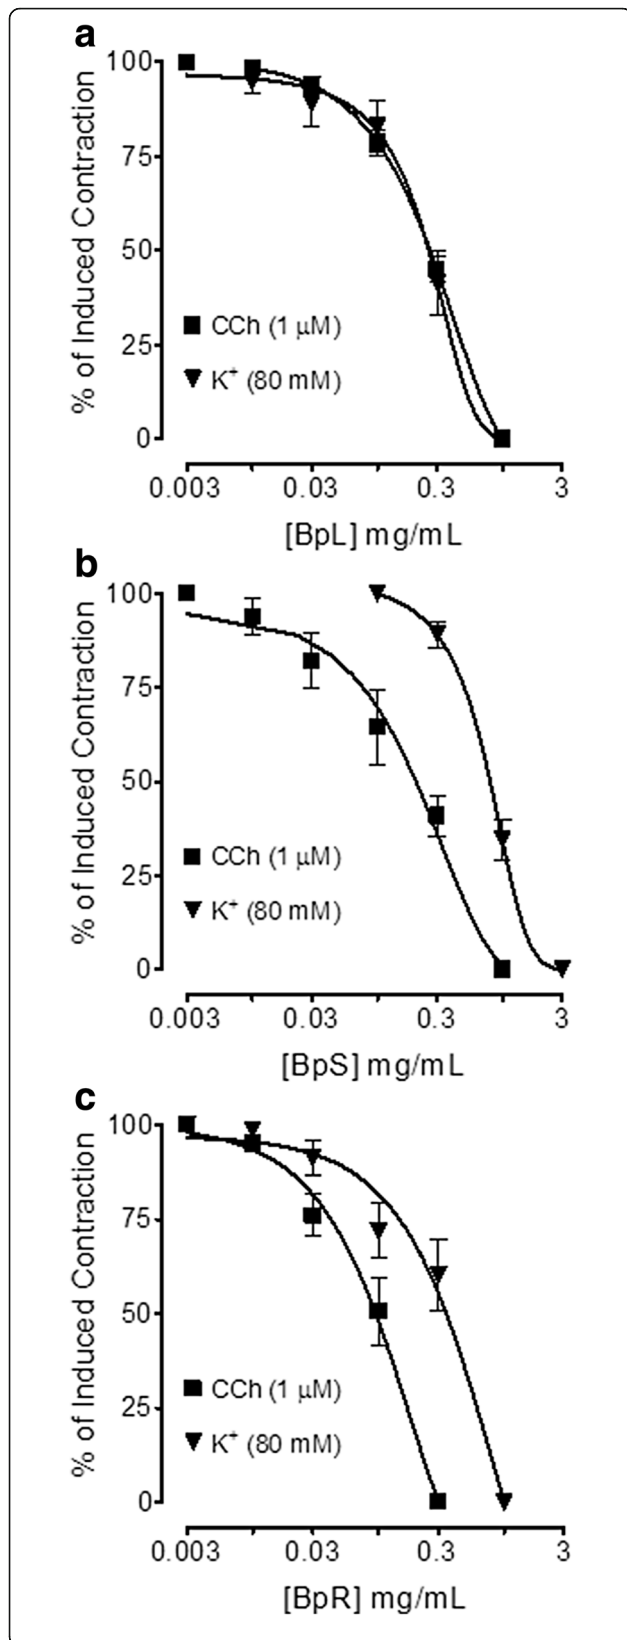 a
100
75
50
25
0
% of Induced Contraction
CCh (1 μM)
K+ (80 mM)
0.003 0.03 0.3 3
[BpL] mg/mL
b
100
75
50
25
0
% of Induced Contraction
CCh (1 μM)
K+ (80 mM)
0.003 0.03 0.3 3
[BpS] mg/mL
c
100
75
50
25
0
% of Induced Contraction
CCh (1 μM)
K+ (80 mM)
0.003 0.03 0.3 3
[BpR] mg/mL